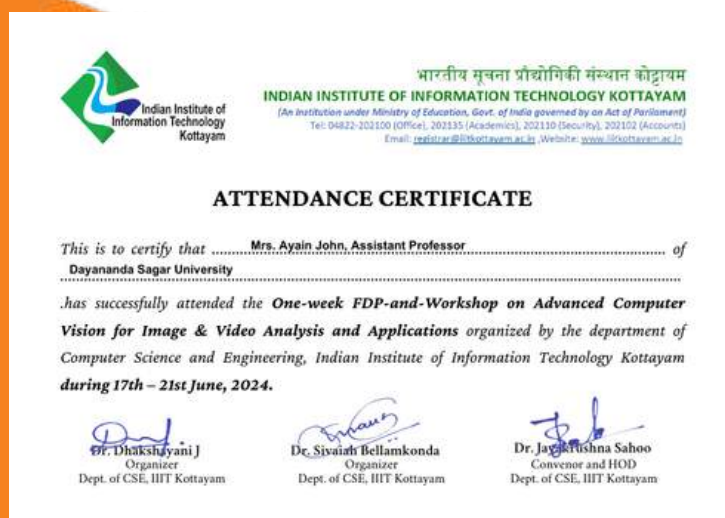 Indian Institute of
Information Technology
Kottayam
भारतीय सूचना प्रौद्योगिकी संस्थान कोट्टायम
INDIAN INSTITUTE OF INFORMATION TECHNOLOGY KOTTAYAM
(An Institution under Ministry of Education, Govt. of India governed by an Act of Parliament)
Tel: 04822-202100 (Office), 202135 (Academics), 202110 (Security), 202102 (Accounts)
Email: registrar@iiitkottayam.ac.in ,Website: www.iiitkottayam.ac.in
ATTENDANCE CERTIFICATE
This is to certify that Mrs. Ayain John, Assistant Professor of
Dayananda Sagar University
.has successfully attended the One-week FDP-and-Workshop on Advanced Computer
Vision for Image & Video Analysis and Applications organized by the department of
Computer Science and Engineering, Indian Institute of Information Technology Kottayam
during 17th – 21st June, 2024.
Dr. Dhakshayani J
Organizer
Dept. of CSE, IIIT Kottayam
Dr. Sivaiah Bellamkonda
Organizer
Dept. of CSE, IIIT Kottayam
Dr. Jayakrushna Sahoo
Convenor and HOD
Dept. of CSE, IIIT Kottayam